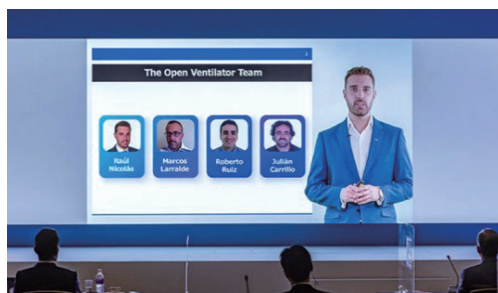 The Open Ventilator Team
Raúl
Nicolás
Marcos
Larralde
Roberto
Ruiz
Julián
Carrillo